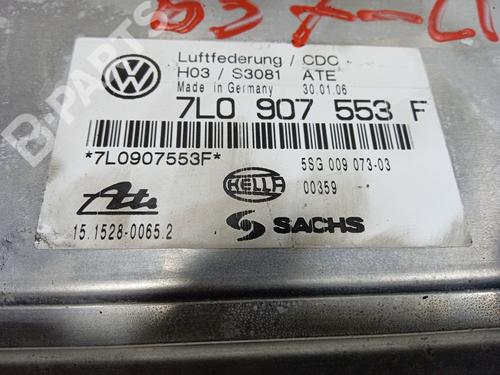 Luftfederung / CDC
H03 / S3081 ATE
Made in Germany 30.01.06
7L0 907 553 F
*7L0907553F*
5SG 009 073-03
HELLA
00359
Ate
SACHS
15.1528-0065.2
B-PARTS